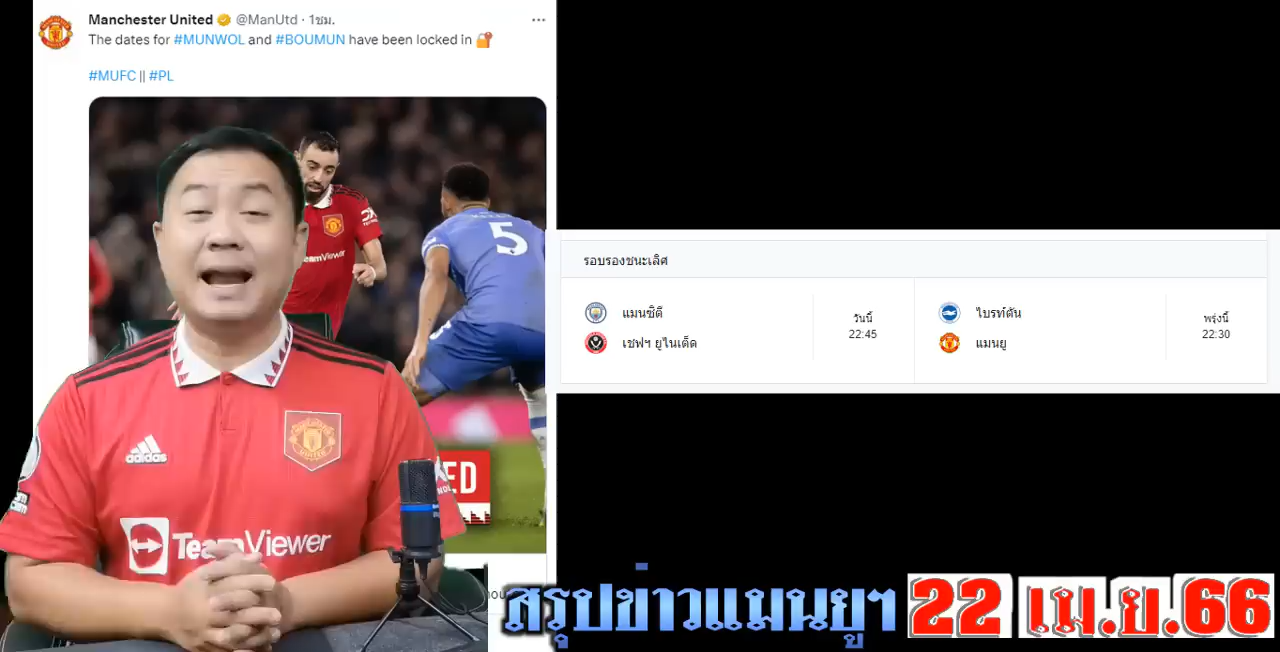 Manchester United @ManUtd · 1ชม.
The dates for #MUNWOL and #BOUMUN have been locked in
#MUFC || #PL
5
TeamViewer
รอบรองชนะเลิศ
แมนซิตี
เชฟฯ ยูไนเต็ด
วันนี้
22:45
ไบรท์ตัน
แมนยู
พรุ่งนี้
22:30
adidas
TeamViewer
สรุปข่าวแมนยูฯ 22 เม.ย.66